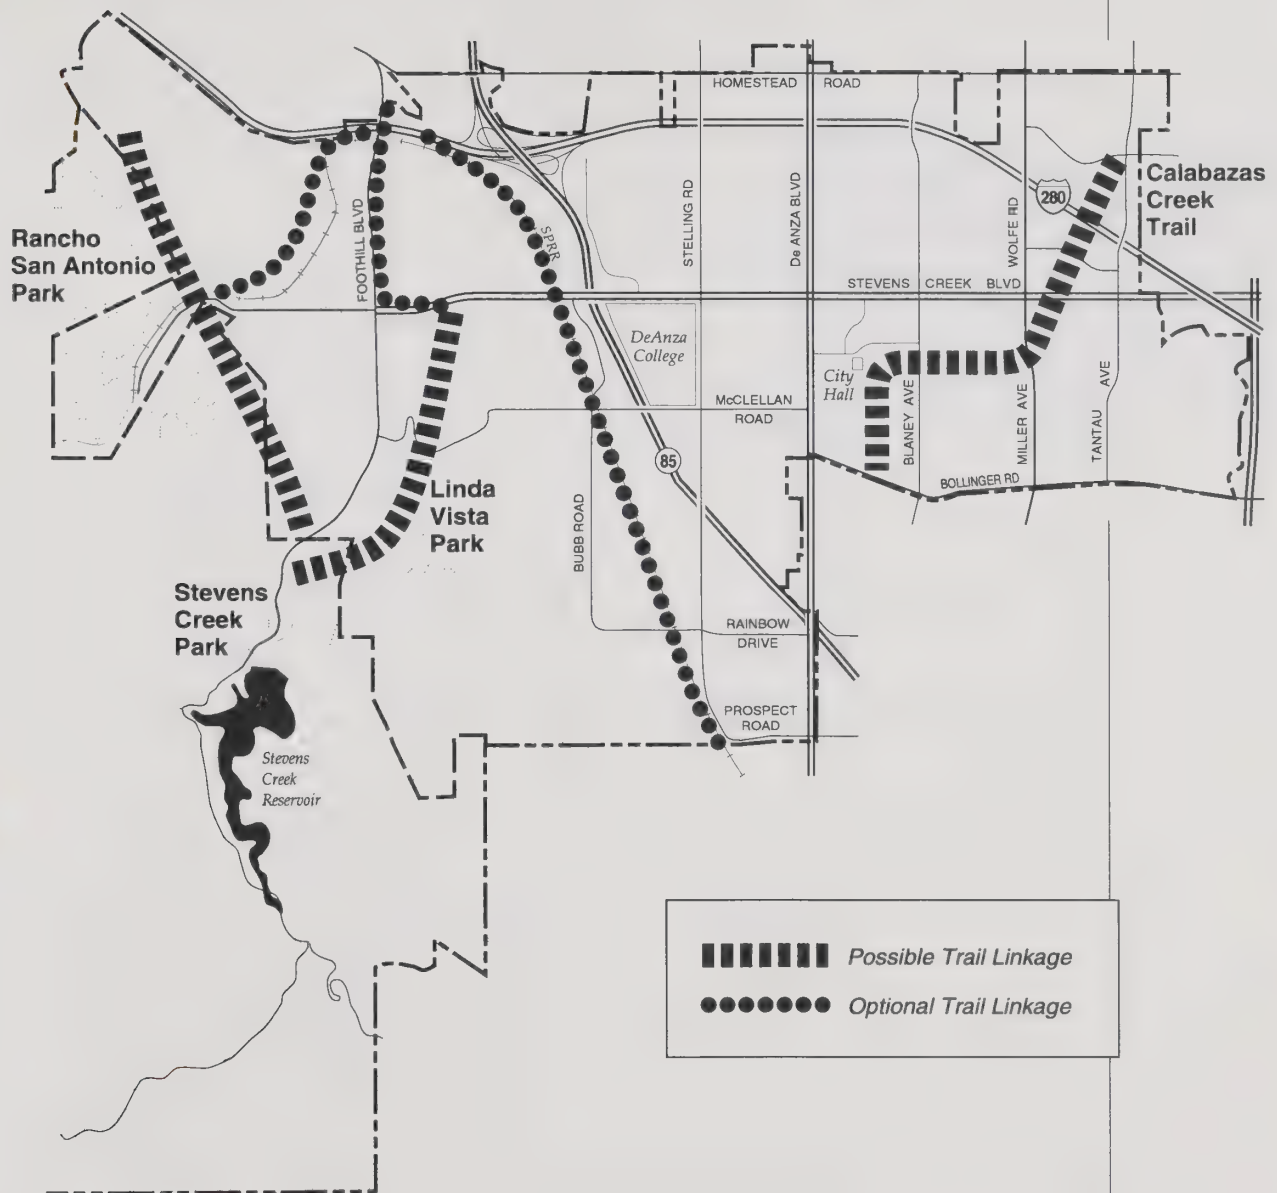 HOMESTEAD ROAD
Calabazas
Creek
Trail
280
Rancho
San Antonio
Park
FOOTHILL BLVD
SPRR
STELLING RD
De ANZA BLVD
WOLFE RD
STEVENS CREEK BLVD
DeAnza
College
City
Hall
McCLELLAN
ROAD
BLANEY AVE
MILLER AVE
TANTAU AVE
85
BOLLINGER RD
Linda
Vista
Park
BUBB ROAD
Stevens
Creek
Park
RAINBOW
DRIVE
PROSPECT
ROAD
Stevens
Creek
Reservoir
Possible Trail Linkage
Optional Trail Linkage